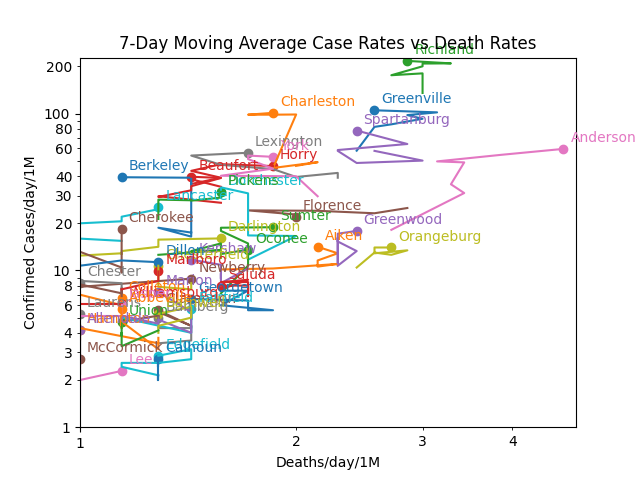 7-Day Moving Average Case Rates vs Death Rates
Richland
200
Greenville
Charleston
100
Spartanburg
80
Anderson
Lexington
York
60
Horry
Berkeley
Beaufort
40
Pickens
Dorchester
30
Lancaster
Florence
Cherokee
Sumter
Greenwood
20
Darlington
Aiken
Orangeburg
Oconee
Dillon
Kershaw
Marlboro
Newberry
10
Chester
Saluda
8
Marion
Georgetown
Williamsburg
6
Laurens
Union
Bamberg
4
McCormick
Edgefield
Calhoun
3
Lee
2
1
1
2
3
4
Deaths/day/1M
Confirmed Cases/day/1M